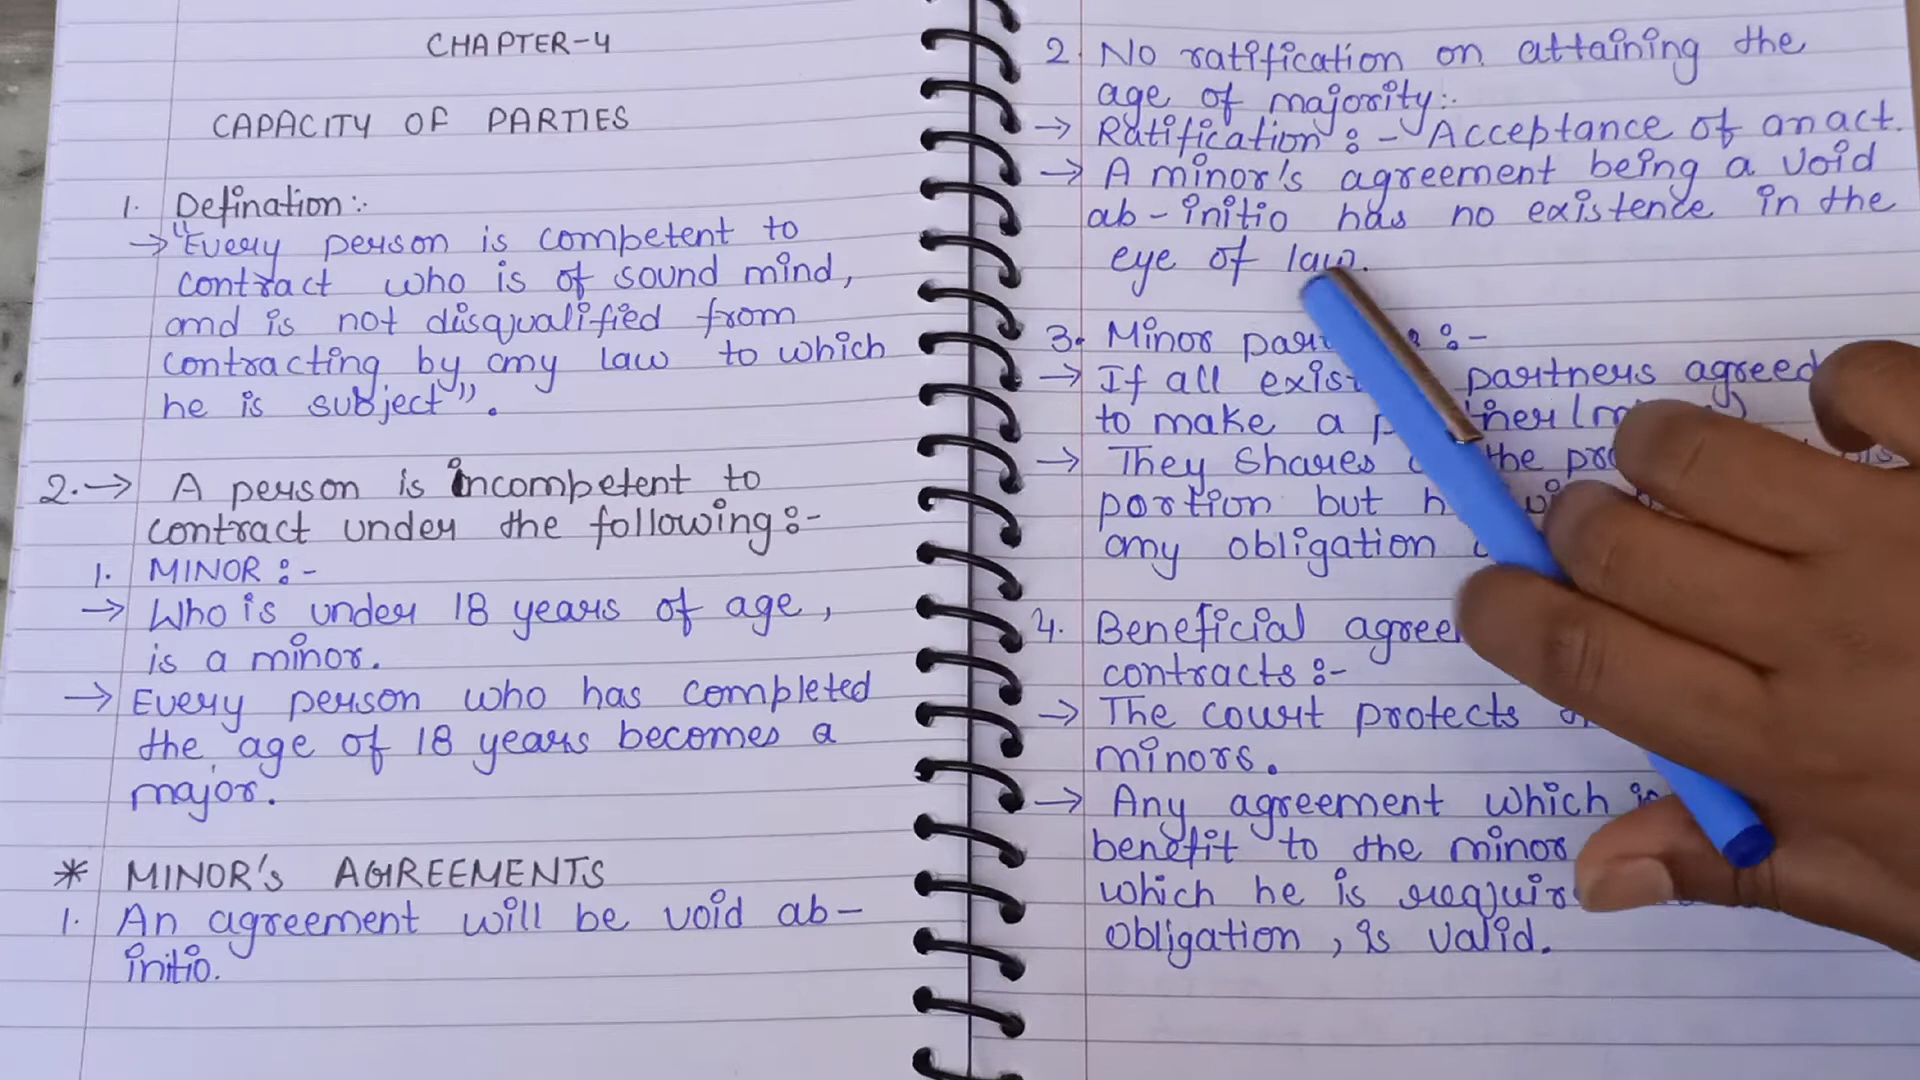 CHAPTER-4
CAPACITY OF PARTIES
1. Defination:-
→ "Every person is competent to
contract who is of sound mind,
and is not disqualified from
contracting by any law to which
he is subject".
2. → A person is incompetent to
contract under the following:-
1. MINOR :-
→ Who is under 18 years of age,
is a minor.
→ Every person who has completed
the age of 18 years becomes a
major.
* MINOR's AGREEMENTS
1. An agreement will be void ab-
initio.
2. No ratification on attaining the
age of majority:-
→ Ratification :- Acceptance of an act.
→ A minor's agreement being a void
ab-initio has no existence in the
eye of law.
3. Minor :-
→ If all partners agreed
to make a
→ They shares the
portion but
any obligation
4. Beneficial
contracts :-
→ The court protects
minors.
→ Any agreement which
benefit to the minor
which he is
obligation, is valid.